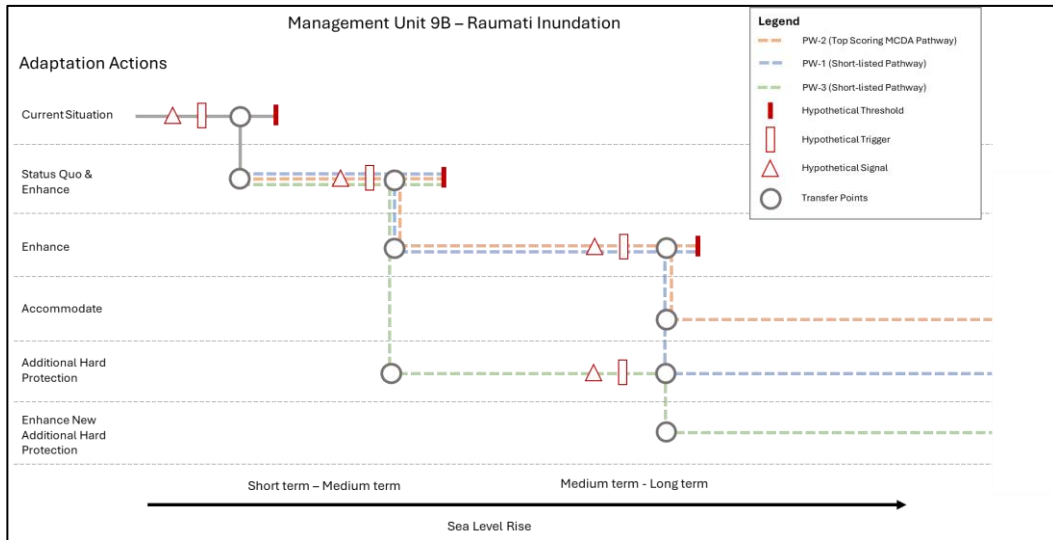 Management Unit 9B – Raumati Inundation
Legend
PW-2 (Top Scoring MCDA Pathway)
PW-1 (Short-listed Pathway)
PW-3 (Short-listed Pathway)
Hypothetical Threshold
Hypothetical Trigger
Hypothetical Signal
Transfer Points
Adaptation Actions
Current Situation
Status Quo &
Enhance
Enhance
Accommodate
Additional Hard
Protection
Enhance New
Additional Hard
Protection
Short term – Medium term
Medium term - Long term
Sea Level Rise